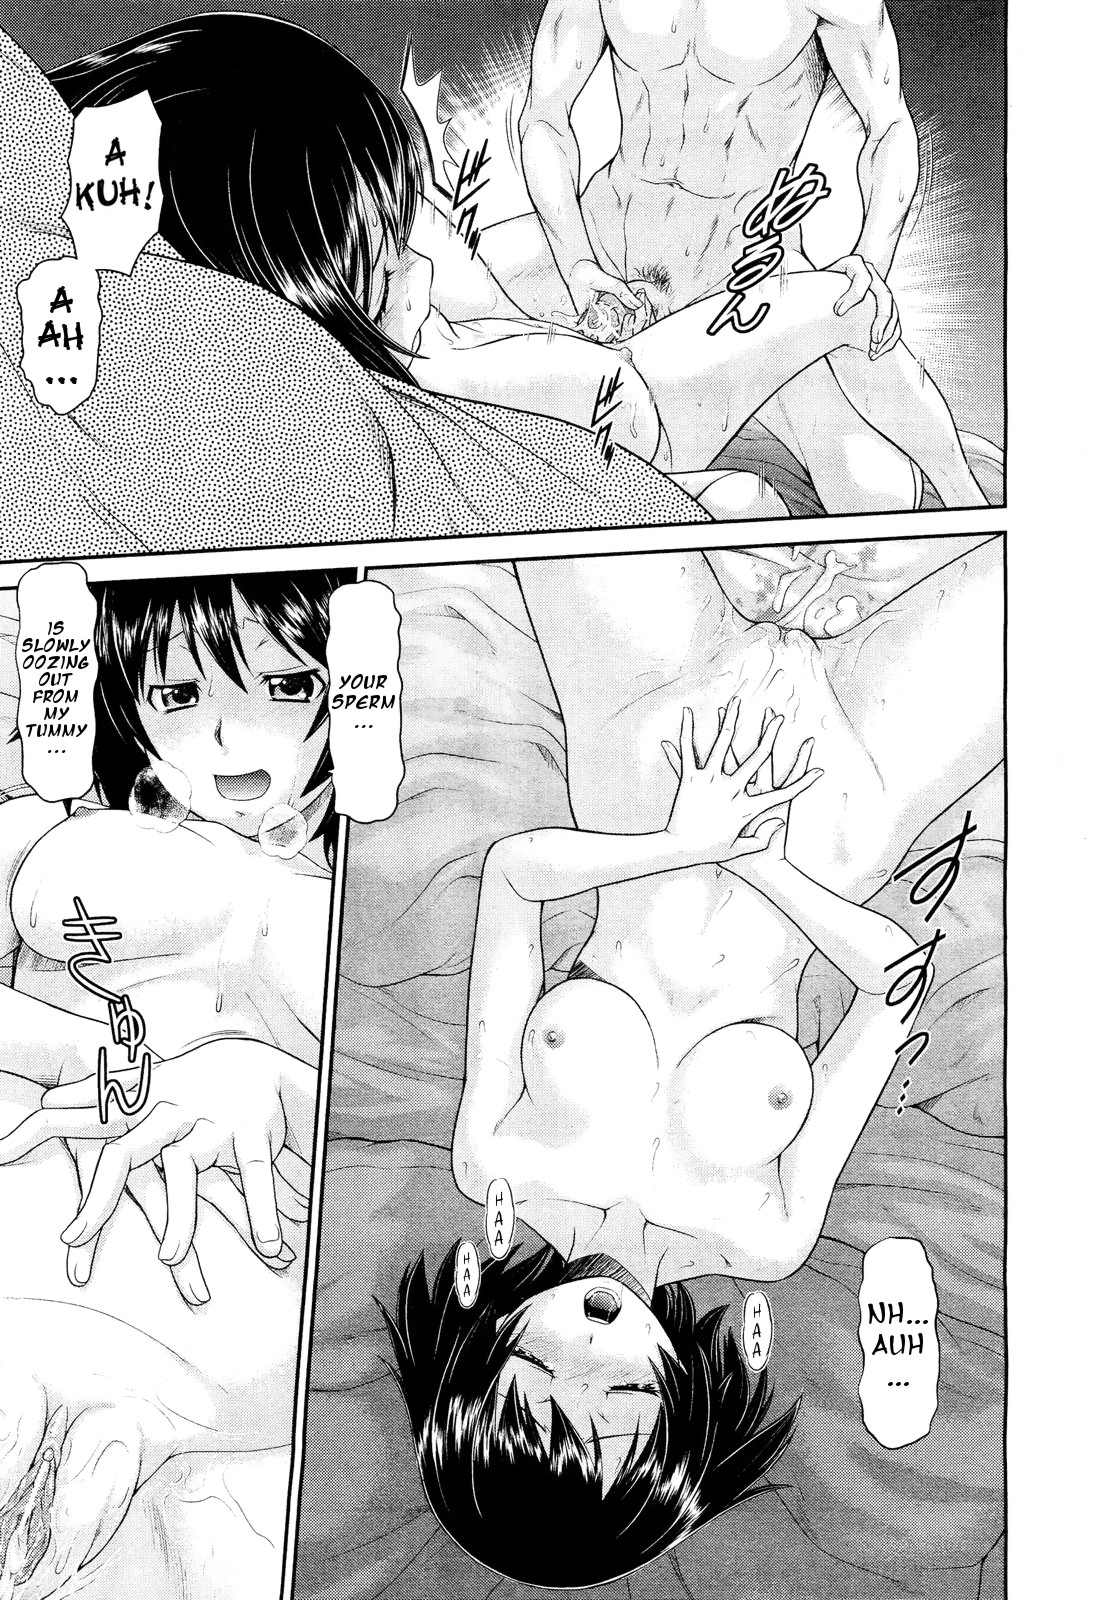 ぬるん
A
KUH!
A
AH
...
すすっ…
NH...
AUH
...
HAA
HAA
HAA
YOUR
SPERM
...
IS
SLOWLY
OOZING
OUT
FROM
MY
TUMMY
...
きゅん